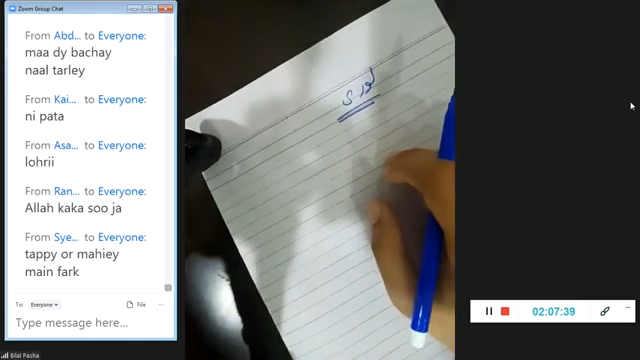 Zoom Group Chat
From Abd... to Everyone:
maa dy bachay
naal tarley
From Kai... to Everyone:
ni pata
From Asa... to Everyone:
lohrii
From Ran... to Everyone:
Allah kaka soo ja
From Sye... to Everyone:
tappy or mahiey
main fark
To: Everyone
File
Type message here...
Bilal Pasha
02:07:39